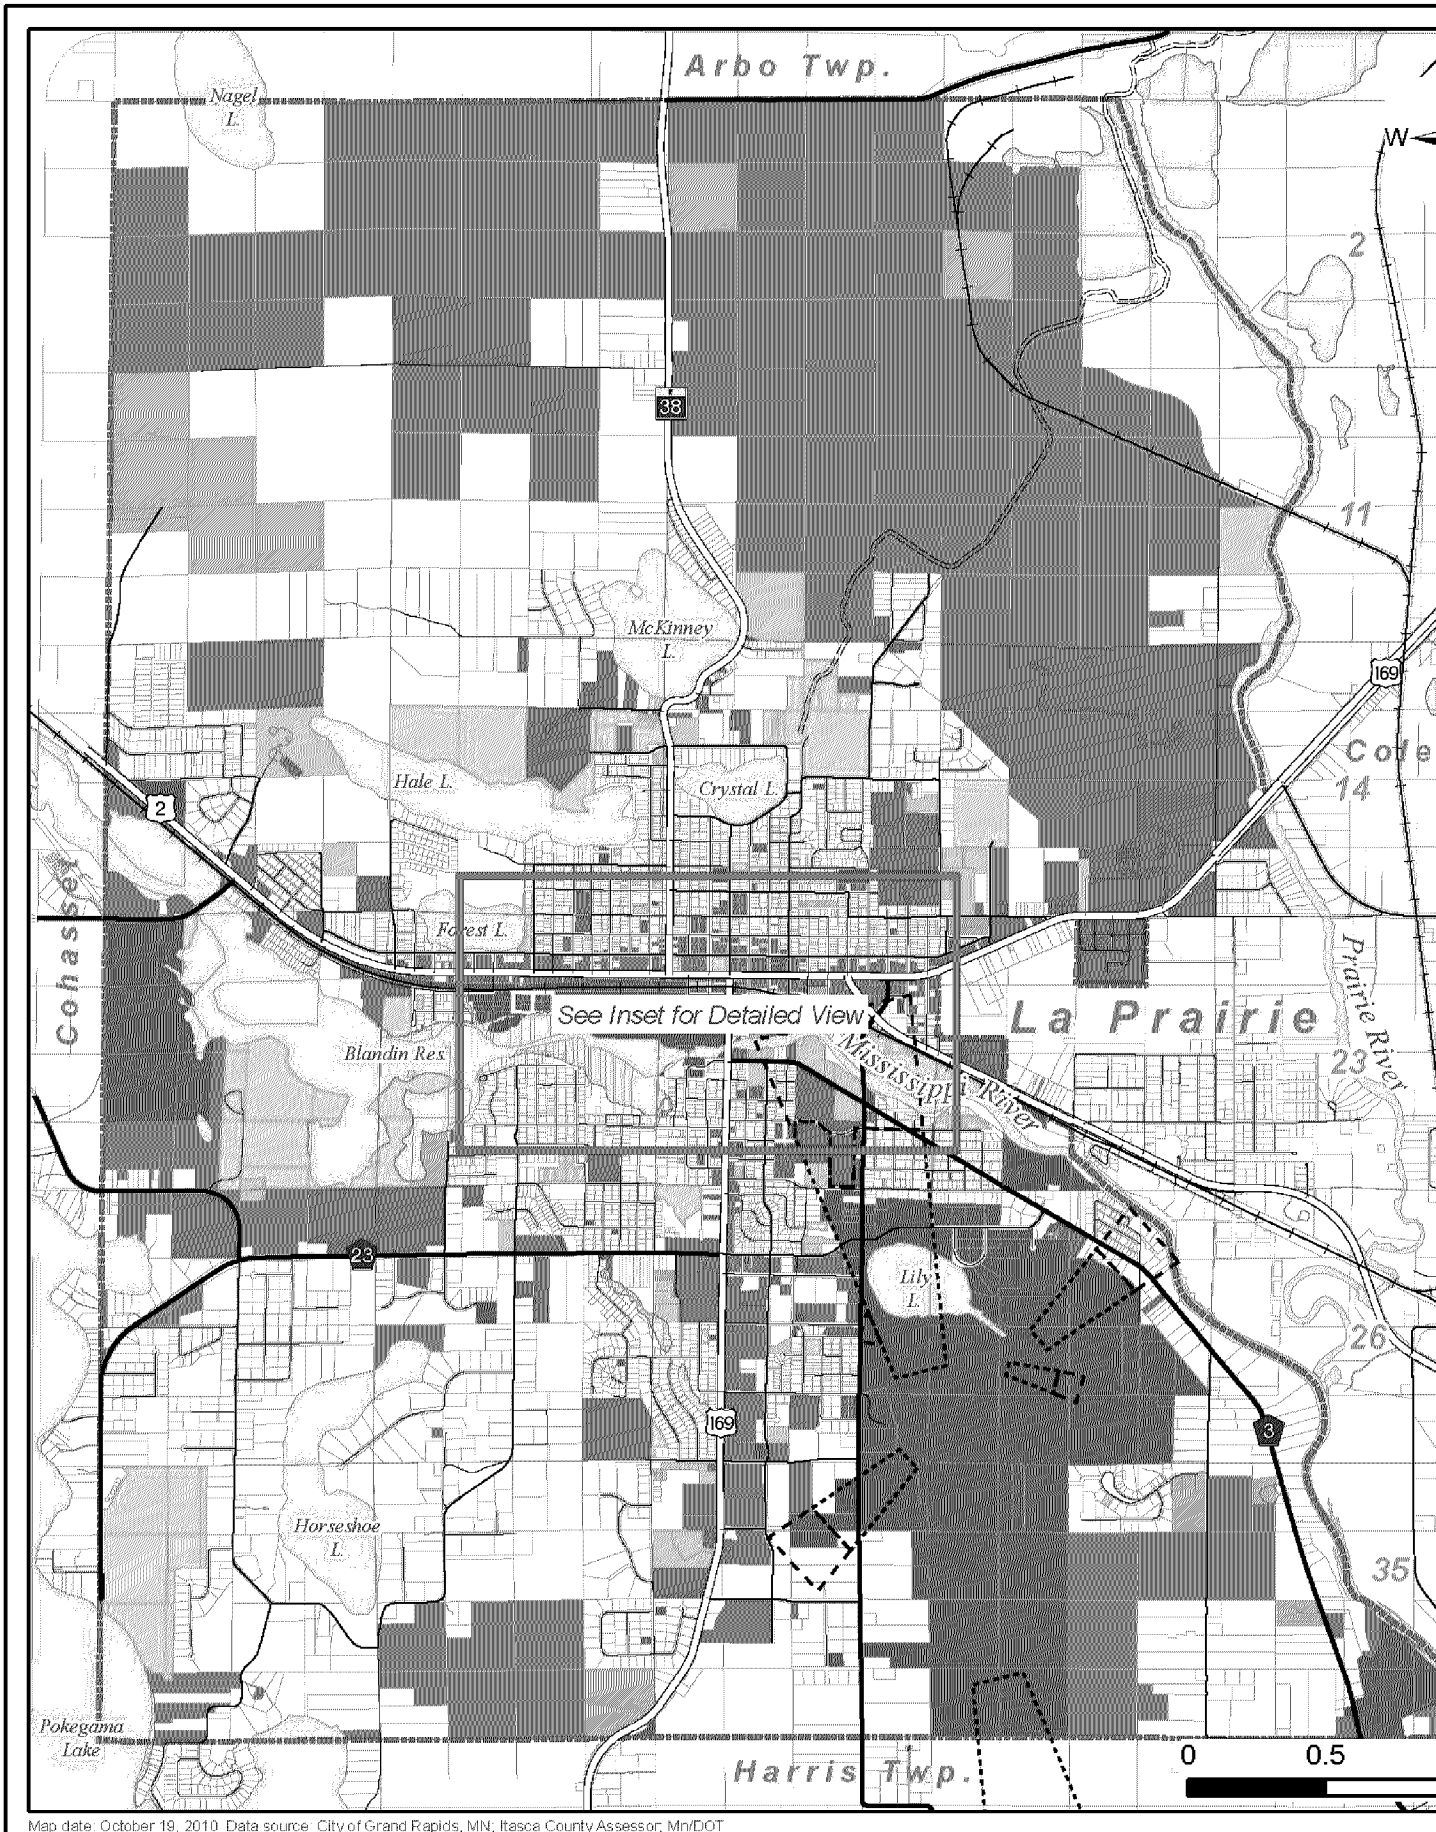 Arbo Twp.
Nagel
L.
W
2
38
11
McKinney
L.
169
Cole
14
Hale L.
Crystal L.
2
Cohasset
Forest L.
Prairie River
See Inset for Detailed View
La Prairie
Blandin Res.
Mississippi River
23
23
Lily
L.
26
169
3
Horseshoe
L.
35
Pokegama
Lake
Harris Twp.
0 0.5
Map date: October 19, 2010 Data source: City of Grand Rapids, MN; Itasca County Assessor; Mn/DOT